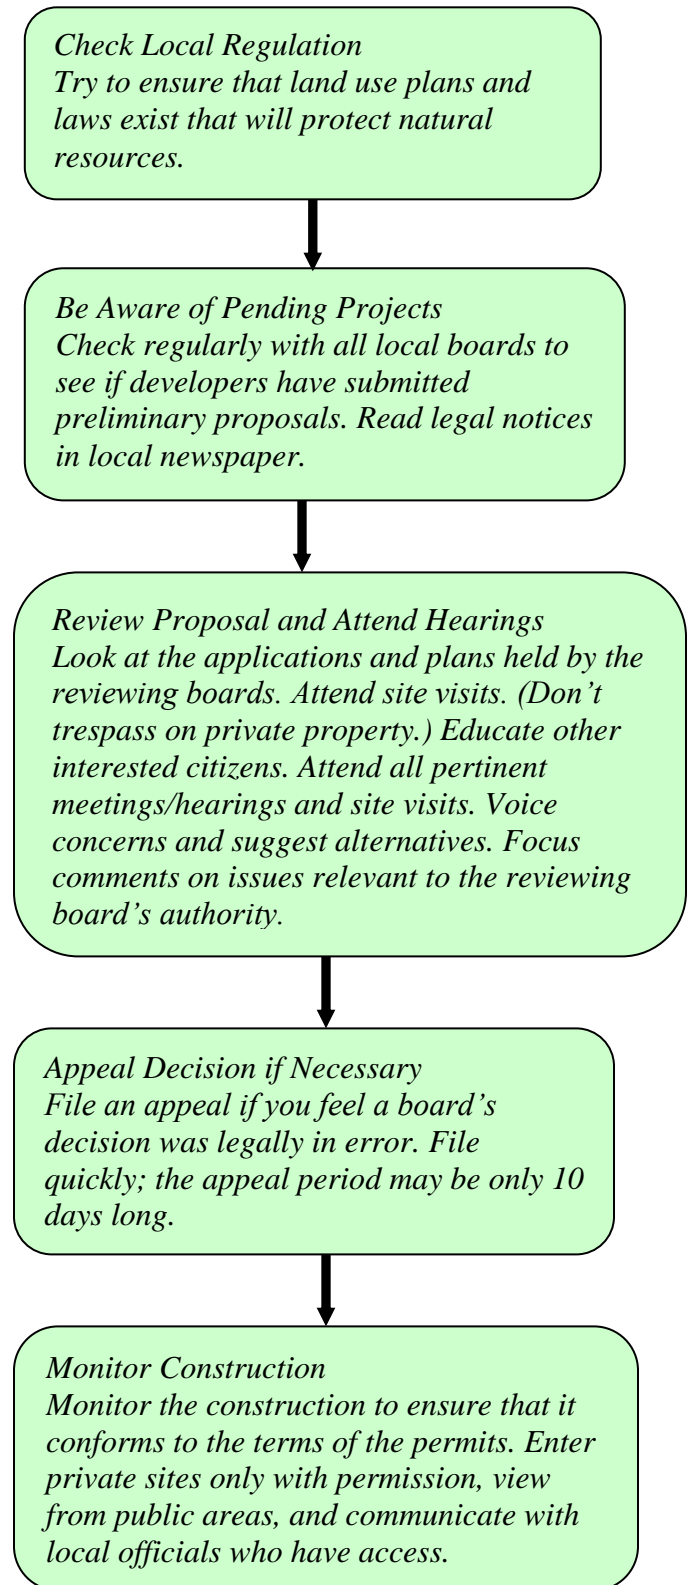 Check Local Regulation
Try to ensure that land use plans and
laws exist that will protect natural
resources.
Be Aware of Pending Projects
Check regularly with all local boards to
see if developers have submitted
preliminary proposals. Read legal notices
in local newspaper.
Review Proposal and Attend Hearings
Look at the applications and plans held by the
reviewing boards. Attend site visits. (Don’t
trespass on private property.) Educate other
interested citizens. Attend all pertinent
meetings/hearings and site visits. Voice
concerns and suggest alternatives. Focus
comments on issues relevant to the reviewing
board’s authority.
Appeal Decision if Necessary
File an appeal if you feel a board’s
decision was legally in error. File
quickly; the appeal period may be only 10
days long.
Monitor Construction
Monitor the construction to ensure that it
conforms to the terms of the permits. Enter
private sites only with permission, view
from public areas, and communicate with
local officials who have access.